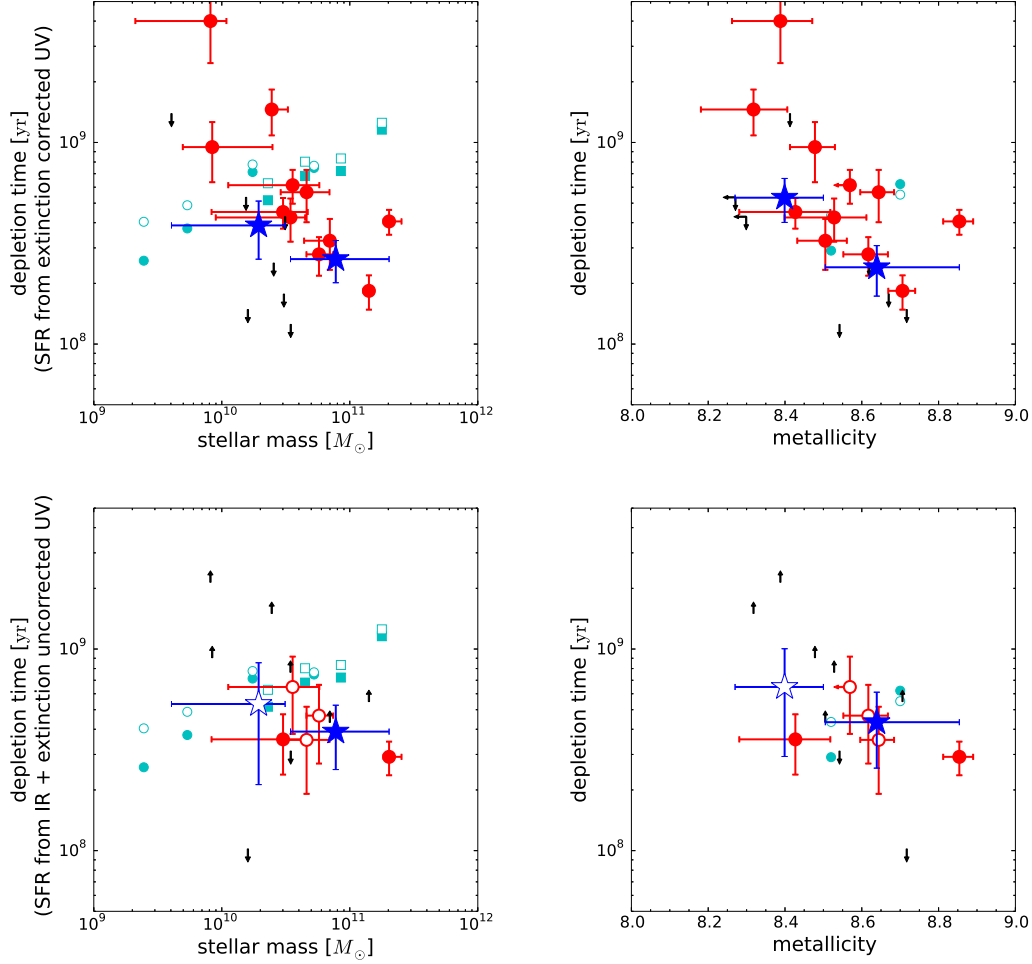 depletion time [yr]
(SFR from extinction corrected UV)
10^9
10^8
10^9 10^10 10^11 10^12
stellar mass [M_⊙]
depletion time [yr]
10^9
10^8
8.0 8.2 8.4 8.6 8.8 9.0
metallicity
depletion time [yr]
(SFR from IR + extinction uncorrected UV)
10^9
10^8
10^9 10^10 10^11 10^12
stellar mass [M_⊙]
depletion time [yr]
10^9
10^8
8.0 8.2 8.4 8.6 8.8 9.0
metallicity